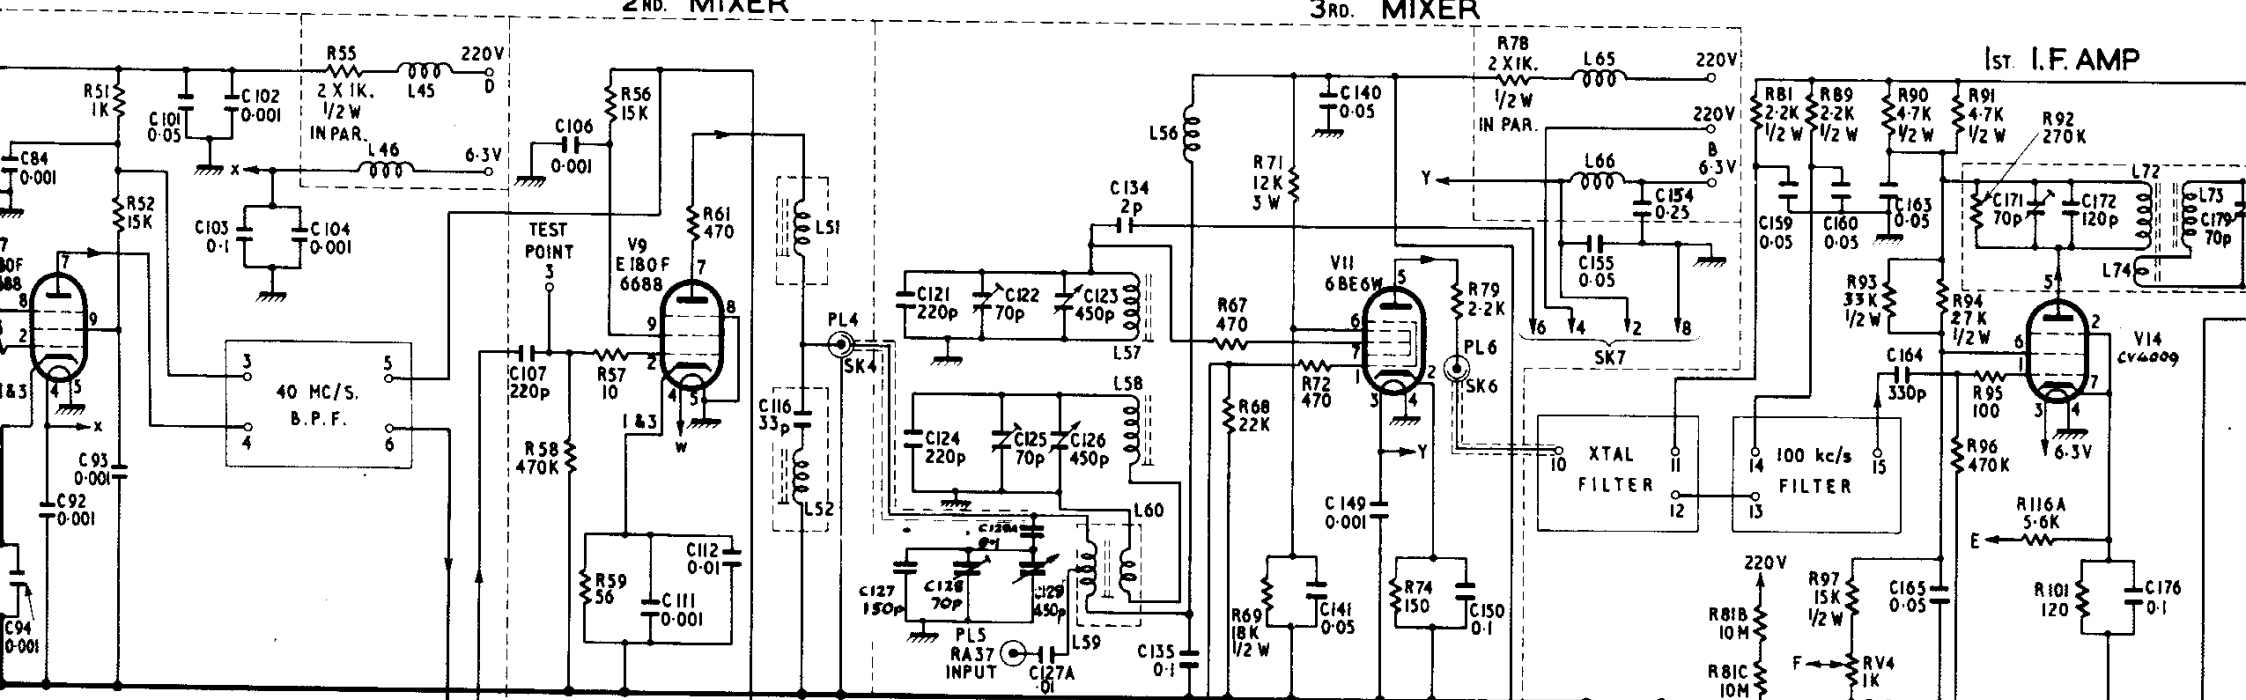 2ND. MIXER
3RD. MIXER
1ST. I.F. AMP
R51
1K
C101
0·05
C102
0·001
R55
2 X 1K.
1/2 W
IN PAR.
L45
220V
D
L46
6·3V
X
C84
0·001
R52
15K
C103
0·1
C104
0·001
7
8
2
9
4
5
1&3
X
C93
0·001
C92
0·001
C94
0·001
3
4
40 MC/S.
B.P.F.
5
6
TEST
POINT
3
C106
0·001
R56
15K
R61
470
V9
E180F
6688
7
8
9
2
4
5
1&3
W
C107
220p
R57
10
R58
470K
R59
56
C111
0·001
C112
0·01
L51
C116
33p
L52
PL4
SK4
C134
2p
C121
220p
C122
70p
C123
450p
L57
C124
220p
C125
70p
C126
450p
L58
L60
C127
150p
C128
70p
C129
450p
L59
PL5
RA37
INPUT
C127A
·01
C135
0·1
L56
R67
470
R68
22K
R72
470
R71
12K
3W
C140
0·05
V11
6BE6W
5
6
7
1
2
3
4
Y
Y
C149
0·001
R69
18K
1/2 W
C141
0·05
R74
150
C150
0·1
R79
2·2K
PL6
SK6
R78
2 X 1K.
1/2 W
IN PAR.
L65
220V
220V
B
6·3V
L66
C154
0·25
C155
0·05
6
4
2
8
SK7
10
XTAL
FILTER
11
12
14
13
100 kc/s
FILTER
15
R81
2·2K
1/2 W
R89
2·2K
1/2 W
R90
4·7K
1/2 W
R91
4·7K
1/2 W
C159
0·05
C160
0·05
C163
0·05
R92
270K
C171
70p
C172
120p
L72
L73
C179
70p
L74
R93
33K
1/2 W
R94
27K
1/2 W
C164
330p
R95
100
R96
470K
V14
CV4009
5
2
6
1
7
3
4
6·3V
R116A
5·6K
E
R101
120
C176
0·1
220V
R81B
10M
R81C
10M
R97
15K
1/2 W
C165
0·05
F
RV4
1K